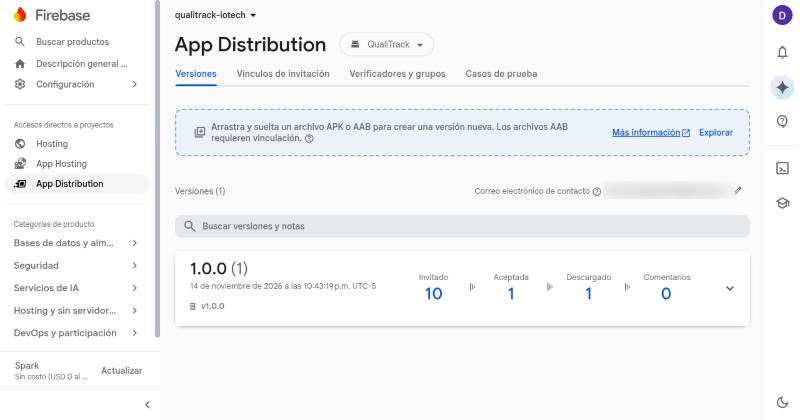 Firebase
Buscar productos
Descripción general ...
Configuración
Accesos directos a proyectos
Hosting
App Hosting
App Distribution
Categorías de producto
Bases de datos y alm...
Seguridad
Servicios de IA
Hosting y sin servidor...
DevOps y participación
Spark
Sin costo (USD 0 al ...
Actualizar
qualitrack-iotech
App Distribution
QualiTrack
Versiones
Vínculos de invitación
Verificadores y grupos
Casos de prueba
Arrastra y suelta un archivo APK o AAB para crear una versión nueva. Los archivos AAB
requieren vinculación.
Más información
Explorar
Versiones (1)
Correo electrónico de contacto
Buscar versiones y notas
1.0.0 (1)
14 de noviembre de 2026 a las 10:43:19 p.m. UTC-5
v1.0.0
Invitado
10
Aceptada
1
Descargado
1
Comentarios
0
D